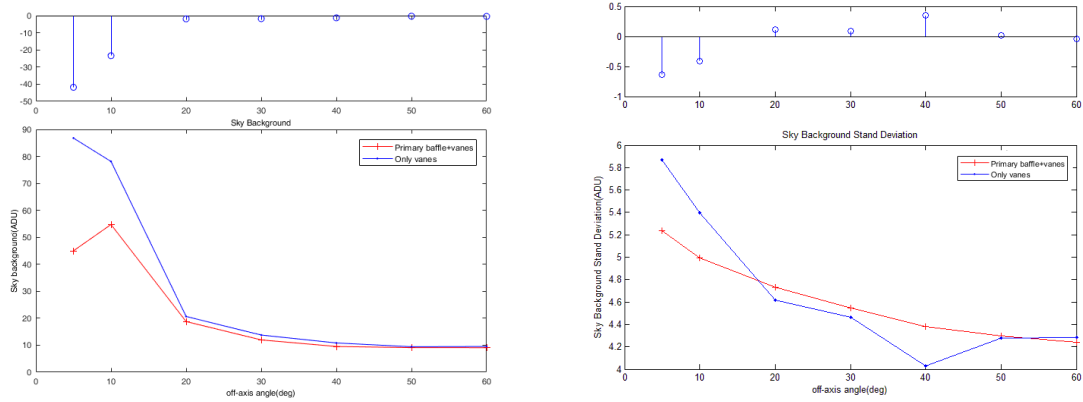 0
-10
-20
-30
-40
-50
0 10 20 30 40 50 60
Sky Background
90
80
70
60
50
40
30
20
10
0
Sky background(ADU)
Primary baffle+vanes
Only vanes
0 10 20 30 40 50 60
off-axis angle(deg)
0.5
0
-0.5
-1
0 10 20 30 40 50 60
Sky Background Stand Deviation
6
5.8
5.6
5.4
5.2
5
4.8
4.6
4.4
4.2
4
Sky Background Stand Deviation(ADU)
Primary baffle+vanes
Only vanes
0 10 20 30 40 50 60
off-axis angle(deg)